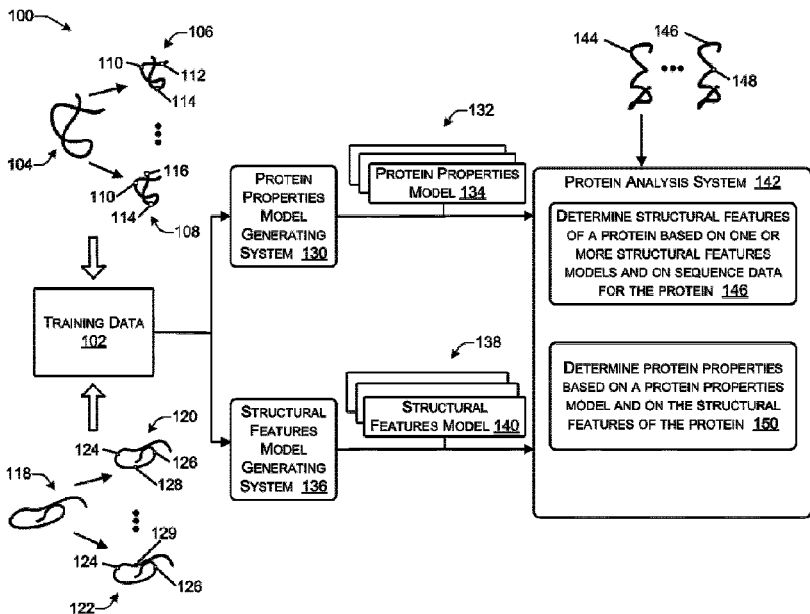 100
106
110
112
114
104
116
110
114
108
TRAINING DATA
102
118
120
124
126
128
129
124
126
122
PROTEIN
PROPERTIES
MODEL
GENERATING
SYSTEM 130
132
PROTEIN PROPERTIES
MODEL 134
STRUCTURAL
FEATURES
MODEL
GENERATING
SYSTEM 136
138
STRUCTURAL
FEATURES MODEL 140
144
146
148
PROTEIN ANALYSIS SYSTEM 142
DETERMINE STRUCTURAL FEATURES
OF A PROTEIN BASED ON ONE OR
MORE STRUCTURAL FEATURES
MODELS AND ON SEQUENCE DATA
FOR THE PROTEIN 146
DETERMINE PROTEIN PROPERTIES
BASED ON A PROTEIN PROPERTIES
MODEL AND ON THE STRUCTURAL
FEATURES OF THE PROTEIN 150